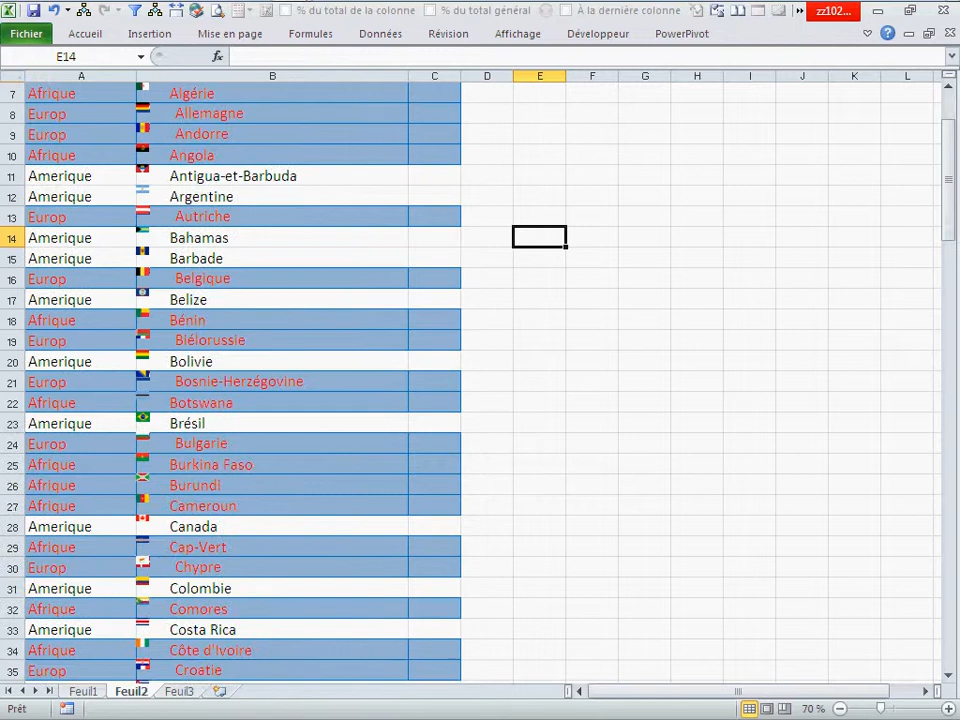 % du total de la colonne % du total général À la dernière colonne zz102...
Fichier Accueil Insertion Mise en page Formules Données Révision Affichage Développeur PowerPivot
E14 fx
A B C D E F G H I J K L
7 Afrique Algérie
8 Europ Allemagne
9 Europ Andorre
10 Afrique Angola
11 Amerique Antigua-et-Barbuda
12 Amerique Argentine
13 Europ Autriche
14 Amerique Bahamas
15 Amerique Barbade
16 Europ Belgique
17 Amerique Belize
18 Afrique Bénin
19 Europ Biélorussie
20 Amerique Bolivie
21 Europ Bosnie-Herzégovine
22 Afrique Botswana
23 Amerique Brésil
24 Europ Bulgarie
25 Afrique Burkina Faso
26 Afrique Burundi
27 Afrique Cameroun
28 Amerique Canada
29 Afrique Cap-Vert
30 Europ Chypre
31 Amerique Colombie
32 Afrique Comores
33 Amerique Costa Rica
34 Afrique Côte d'Ivoire
35 Europ Croatie
Feuil1 Feuil2 Feuil3
Prêt 70 %